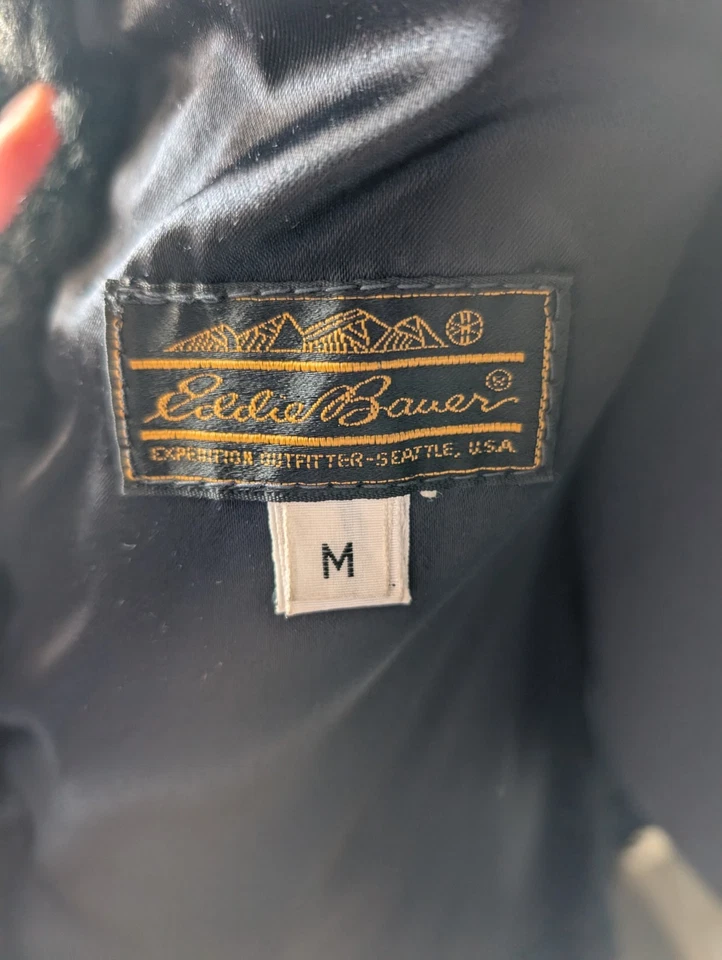 Eddie Bauer ®
EXPEDITION OUTFITTER-SEATTLE, U.S.A.
M